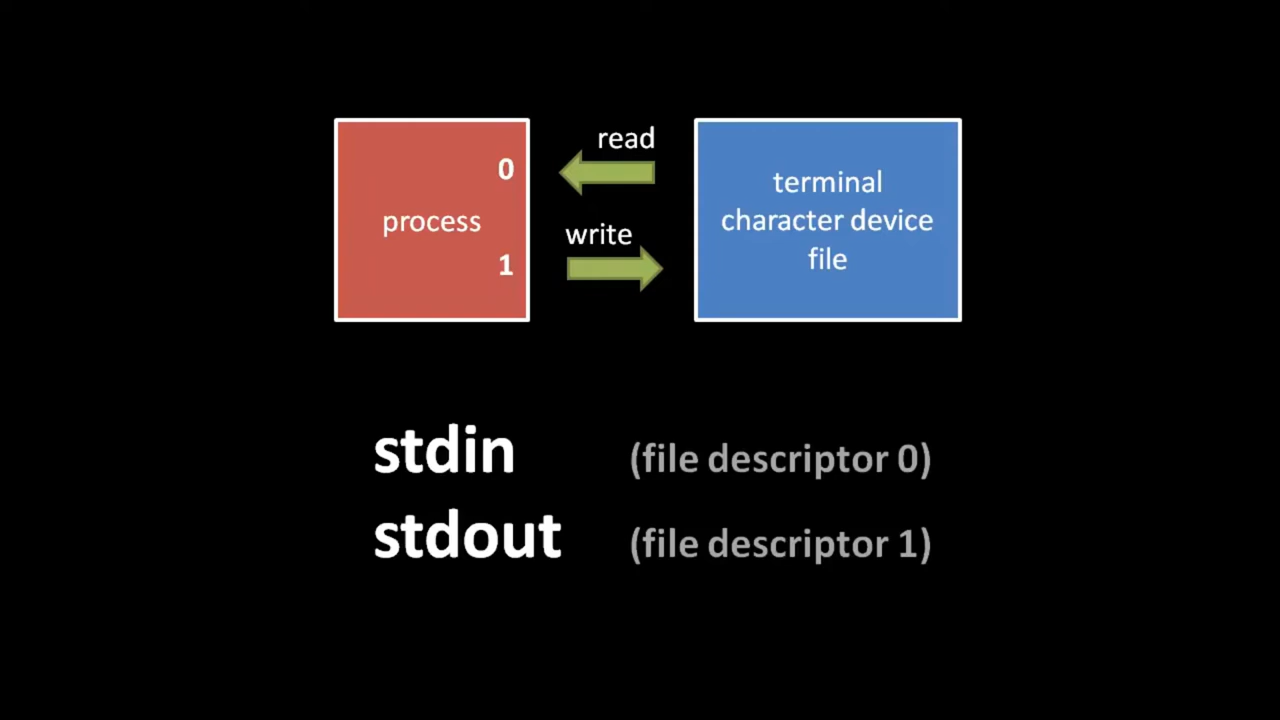 read
0
process
write
1
terminal
character device
file
stdin (file descriptor 0)
stdout (file descriptor 1)